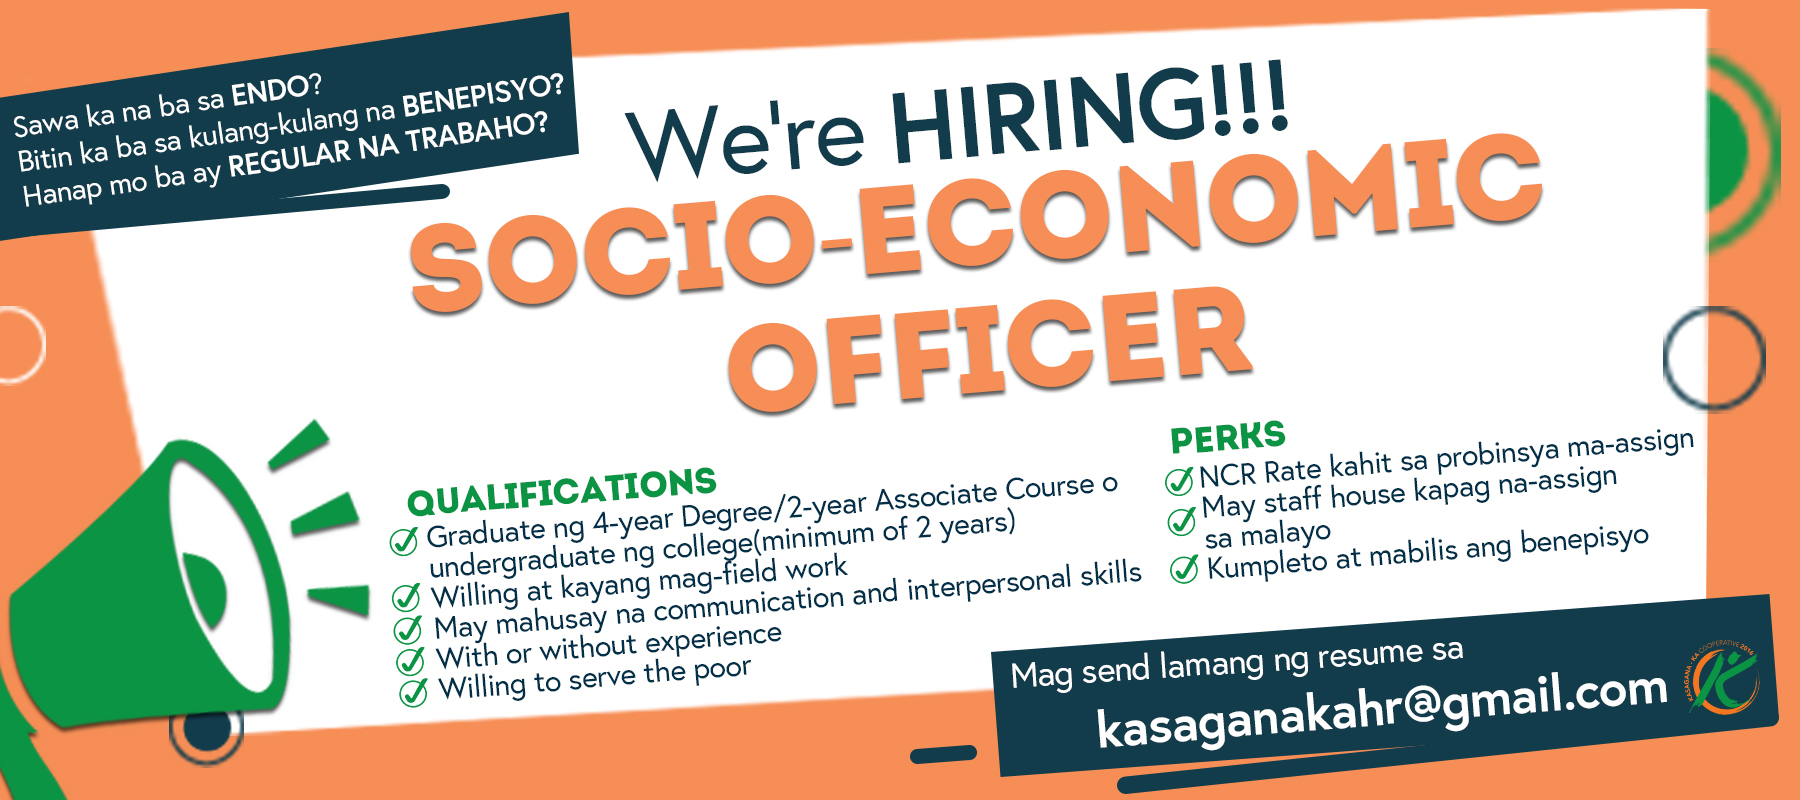 Sawa ka na ba sa ENDO?
Bitin ka ba sa kulang-kulang na BENEPISYO?
Hanap mo ba ay REGULAR NA TRABAHO?
We're HIRING!!!
SOCIO-ECONOMIC
OFFICER
QUALIFICATIONS
Graduate ng 4-year Degree/2-year Associate Course o
undergraduate ng college(minimum of 2 years)
Willing at kayang mag-field work
May mahusay na communication and interpersonal skills
With or without experience
Willing to serve the poor
PERKS
NCR Rate kahit sa probinsya ma-assign
May staff house kapag na-assign
sa malayo
Kumpleto at mabilis ang benepisyo
Mag send lamang ng resume sa
kasaganakahr@gmail.com
KASAGANA-KA COOPERATIVE 2016